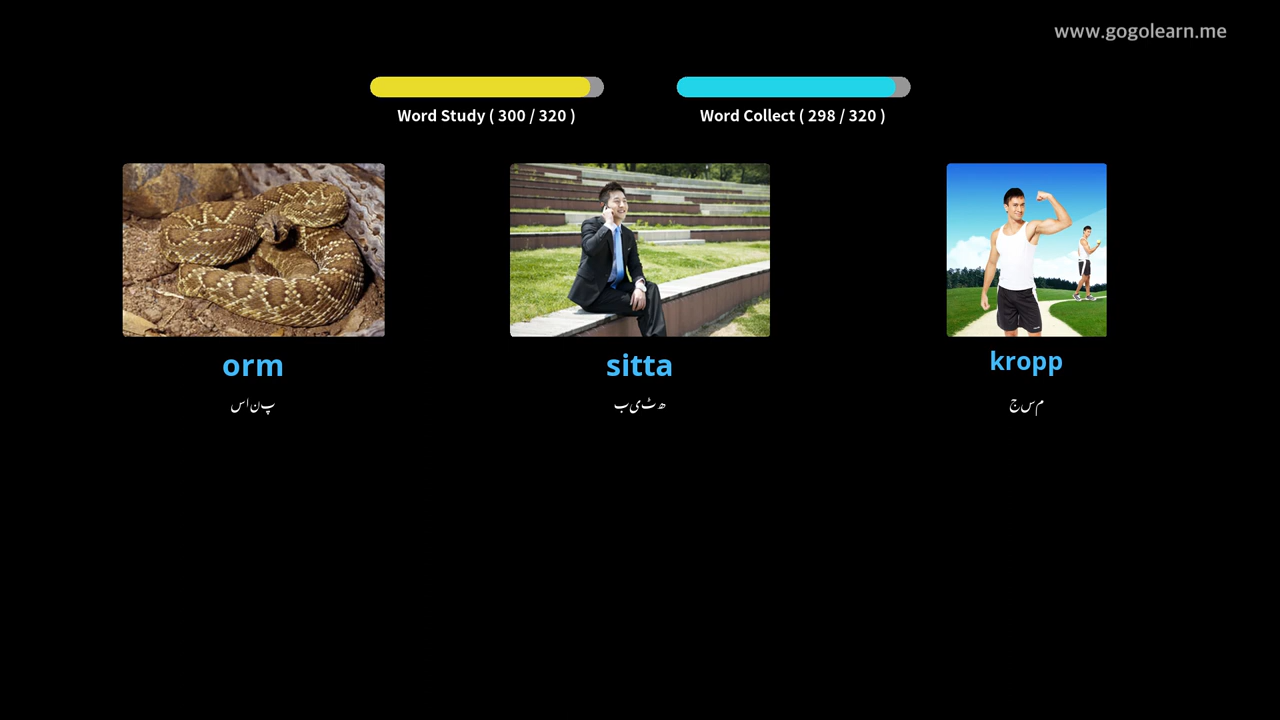 www.gogolearn.me
Word Study ( 300 / 320 )
Word Collect ( 298 / 320 )
orm
سانپ
sitta
بیٹھ
kropp
جسم